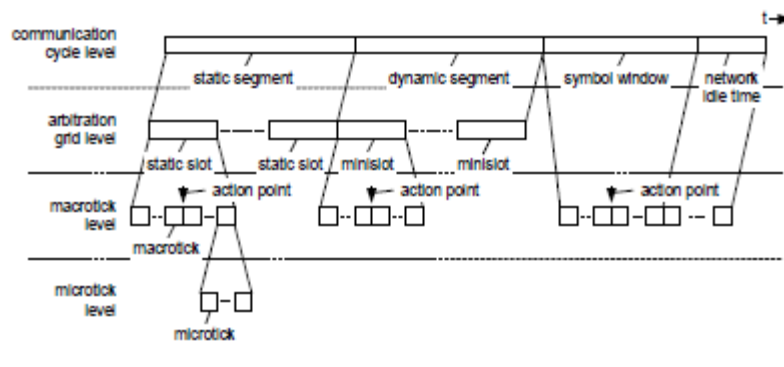 t
communication
cycle level
static segment
dynamic segment
symbol window
network
idle time
arbitration
grid level
static slot
static slot
minislot
minislot
action point
action point
action point
macrotick
level
macrotick
microtick
level
microtick